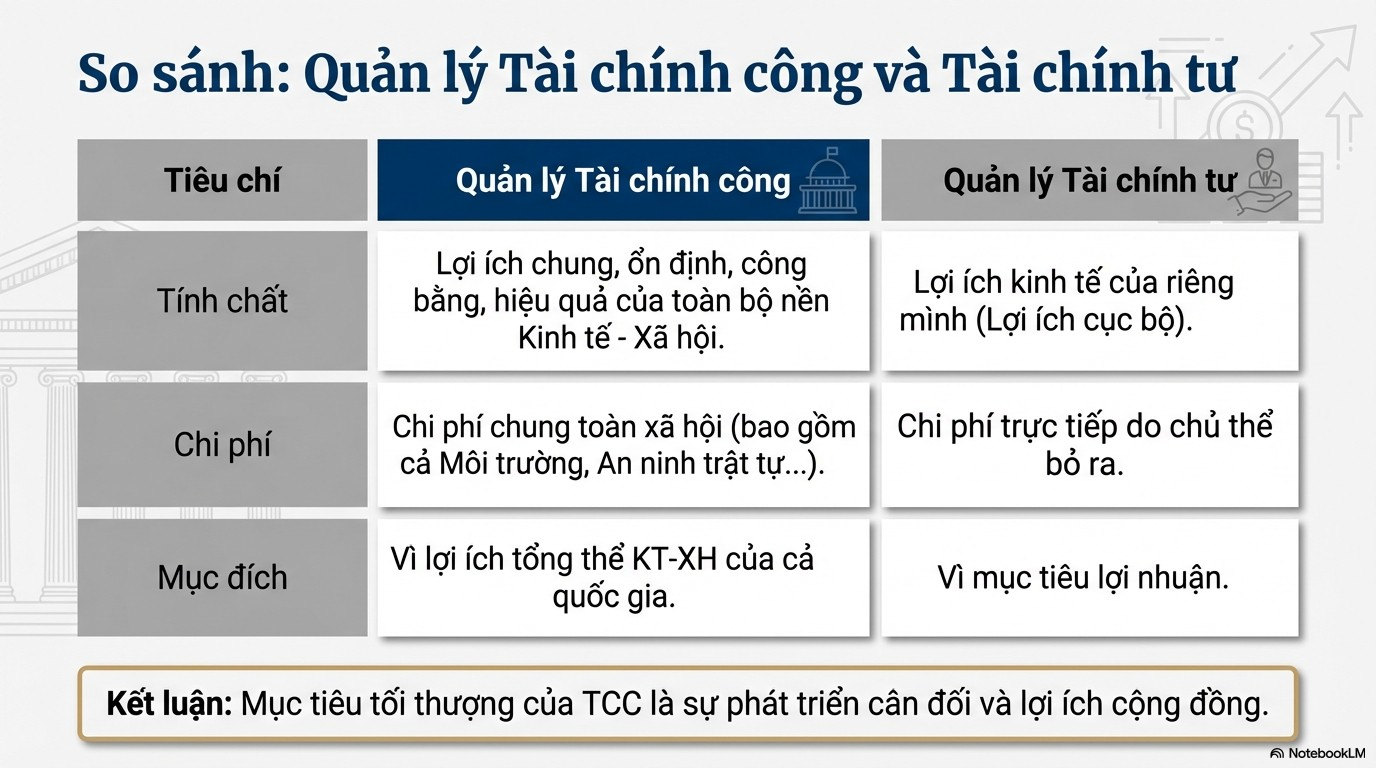 So sánh: Quản lý Tài chính công và Tài chính tư
Tiêu chí
Quản lý Tài chính công
Quản lý Tài chính tư
Tính chất
Lợi ích chung, ổn định, công
bằng, hiệu quả của toàn bộ nền
Kinh tế - Xã hội.
Lợi ích kinh tế của riêng
mình (Lợi ích cục bộ).
Chi phí
Chi phí chung toàn xã hội (bao gồm
cả Môi trường, An ninh trật tự...).
Chi phí trực tiếp do chủ thể
bỏ ra.
Mục đích
Vì lợi ích tổng thể KT-XH của cả
quốc gia.
Vì mục tiêu lợi nhuận.
Kết luận: Mục tiêu tối thượng của TCC là sự phát triển cân đối và lợi ích cộng đồng.
NotebookLM